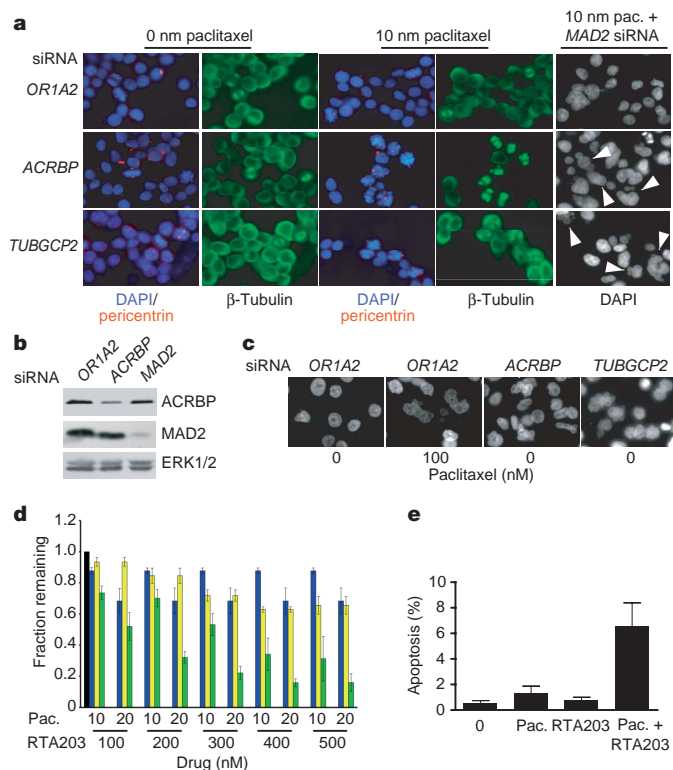 a
0 nm paclitaxel
10 nm paclitaxel
10 nm pac. +
MAD2 siRNA
siRNA
OR1A2
ACRBP
TUBGCP2
DAPI/
pericentrin
β-Tubulin
DAPI/
pericentrin
β-Tubulin
DAPI
b
siRNA
OR1A2
ACRBP
MAD2
ACRBP
MAD2
ERK1/2
c
siRNA
OR1A2
OR1A2
ACRBP
TUBGCP2
0
100
0
0
Paclitaxel (nM)
d
Fraction remaining
1.2
1.0
0.8
0.6
0.4
0.2
0
Pac. 10 20 10 20 10 20 10 20 10 20
RTA203 100 200 300 400 500
Drug (nM)
e
Apoptosis (%)
10
8
6
4
2
0
0
Pac.
RTA203
Pac. +
RTA203